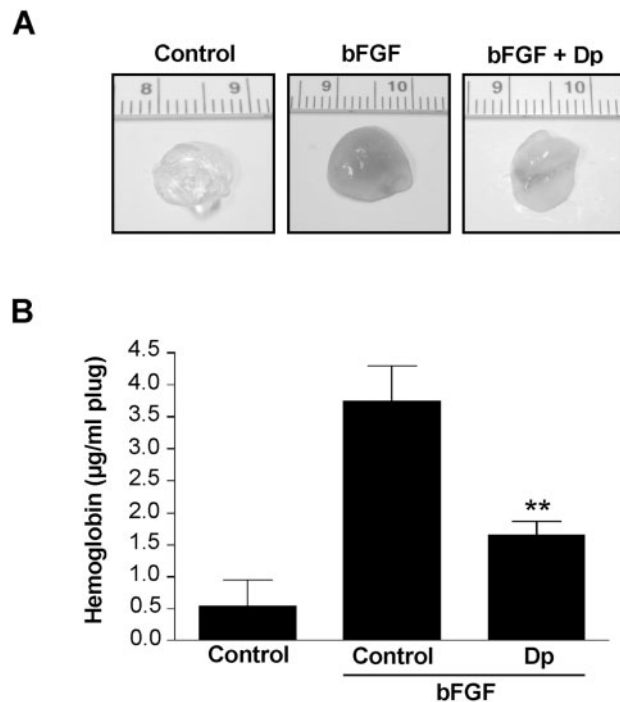 A
Control
bFGF
bFGF + Dp
8 9
9 10
9 10
B
Hemoglobin (µg/ml plug)
4.5
4.0
3.5
3.0
2.5
2.0
1.5
1.0
0.5
0.0
**
Control
Control
Dp
bFGF